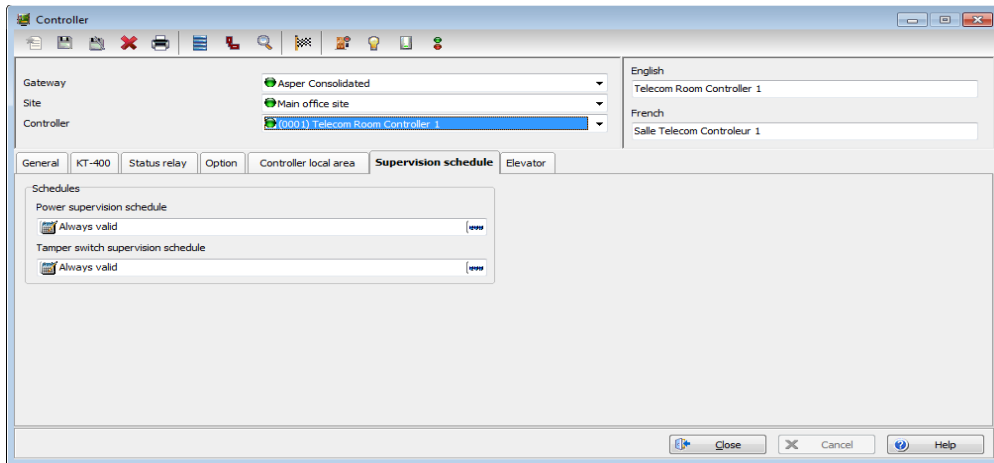 Controller
Gateway
Asper Consolidated
Site
Main office site
Controller
(0001) Telecom Room Controller 1
English
Telecom Room Controller 1
French
Salle Telecom Controleur 1
General KT-400 Status relay Option Controller local area Supervision schedule Elevator
Schedules
Power supervision schedule
Always valid
Tamper switch supervision schedule
Always valid
Close Cancel Help